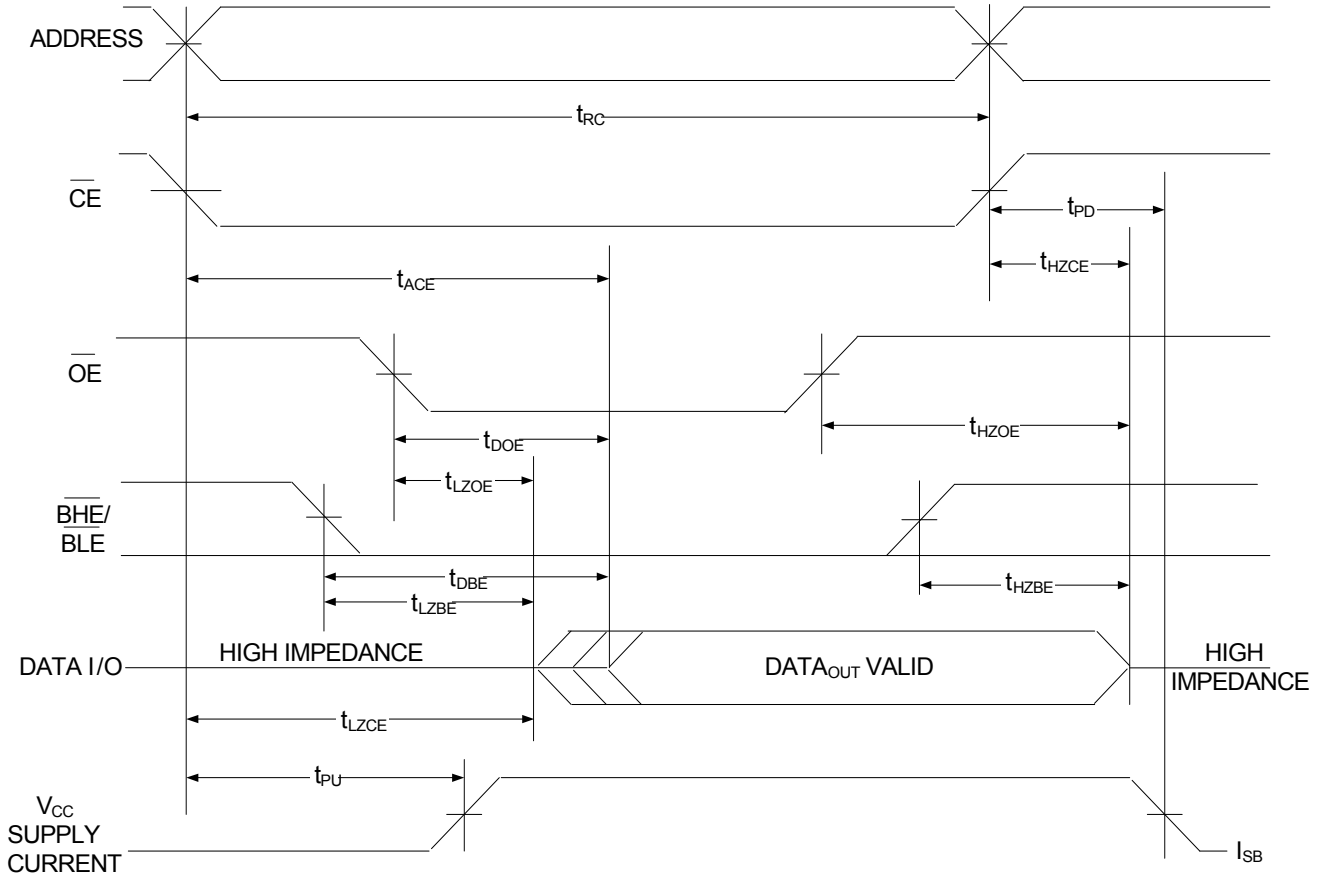 ADDRESS
tRC
CE
tPD
tHZCE
tACE
OE
tHZOE
tDOE
tLZOE
BHE/
BLE
tDBE
tHZBE
tLZBE
DATA I/O
HIGH IMPEDANCE
DATAOUT VALID
HIGH
IMPEDANCE
tLZCE
tPU
VCC
SUPPLY
CURRENT
ISB